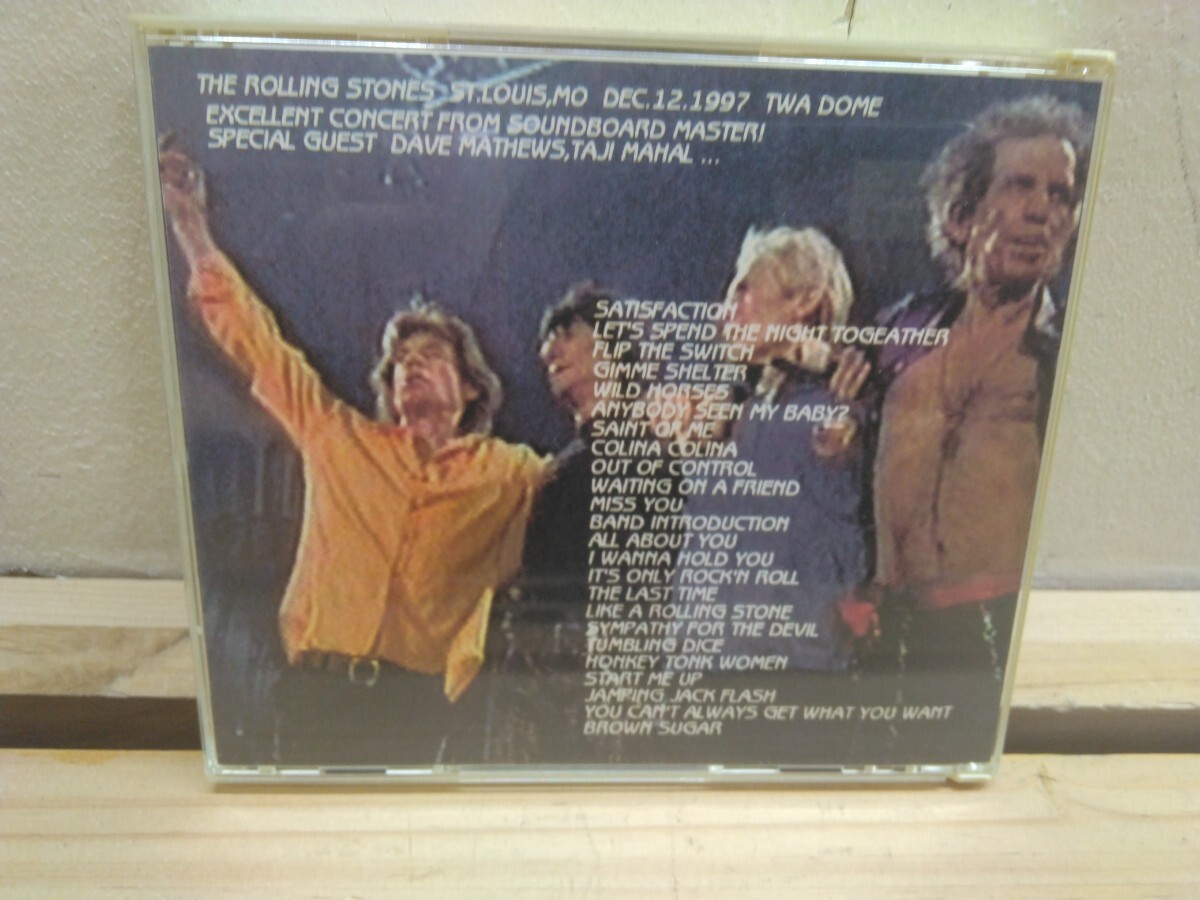 THE ROLLING STONES ST.LOUIS,MO DEC.12.1997 TWA DOME
EXCELLENT CONCERT FROM SOUNDBOARD MASTER!
SPECIAL GUEST DAVE MATHEWS,TAJI MAHAL ...
SATISFACTION
LET'S SPEND THE NIGHT TOGEATHER
FLIP THE SWITCH
GIMME SHELTER
WILD HORSES
ANYBODY SEEN MY BABY?
SAINT OF ME
COLINA COLINA
OUT OF CONTROL
WAITING ON A FRIEND
MISS YOU
BAND INTRODUCTION
ALL ABOUT YOU
I WANNA HOLD YOU
IT'S ONLY ROCK'N ROLL
THE LAST TIME
LIKE A ROLLING STONE
SYMPATHY FOR THE DEVIL
TUMBLING DICE
HONKEY TONK WOMEN
START ME UP
JAMPING JACK FLASH
YOU CAN'T ALWAYS GET WHAT YOU WANT
BROWN SUGAR